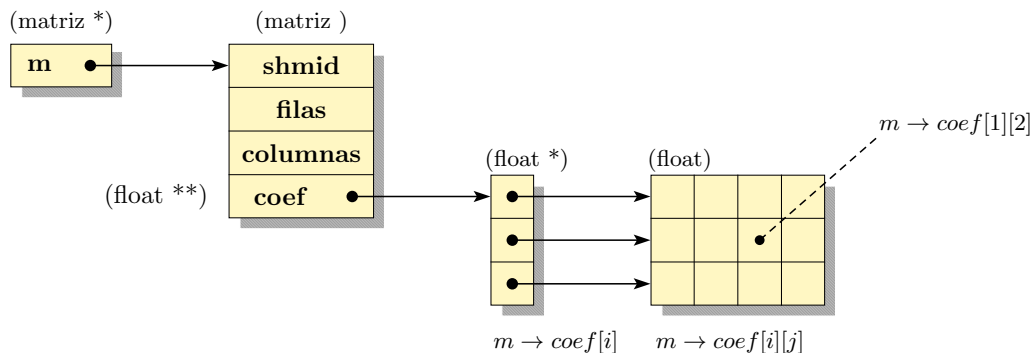 (matriz *)
(matriz )
m
shmid
filas
columnas
(float **)
coef
(float *)
(float)
m → coef[1][2]
m → coef[i]
m → coef[i][j]